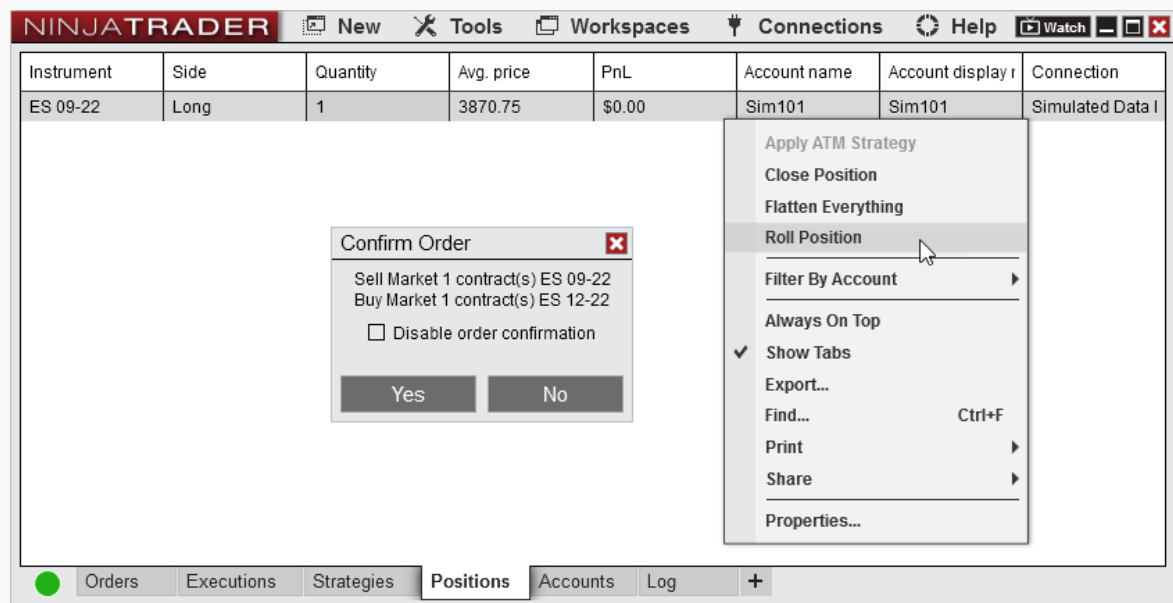 NINJATRADER New Tools Workspaces Connections Help Watch
Instrument Side Quantity Avg. price PnL Account name Account display r Connection
ES 09-22 Long 1 3870.75 $0.00 Sim101 Sim101 Simulated Data
Apply ATM Strategy
Close Position
Flatten Everything
Roll Position
Filter By Account
Always On Top
Show Tabs
Export...
Find... Ctrl+F
Print
Share
Properties...
Confirm Order
Sell Market 1 contract(s) ES 09-22
Buy Market 1 contract(s) ES 12-22
Disable order confirmation
Yes No
Orders Executions Strategies Positions Accounts Log +